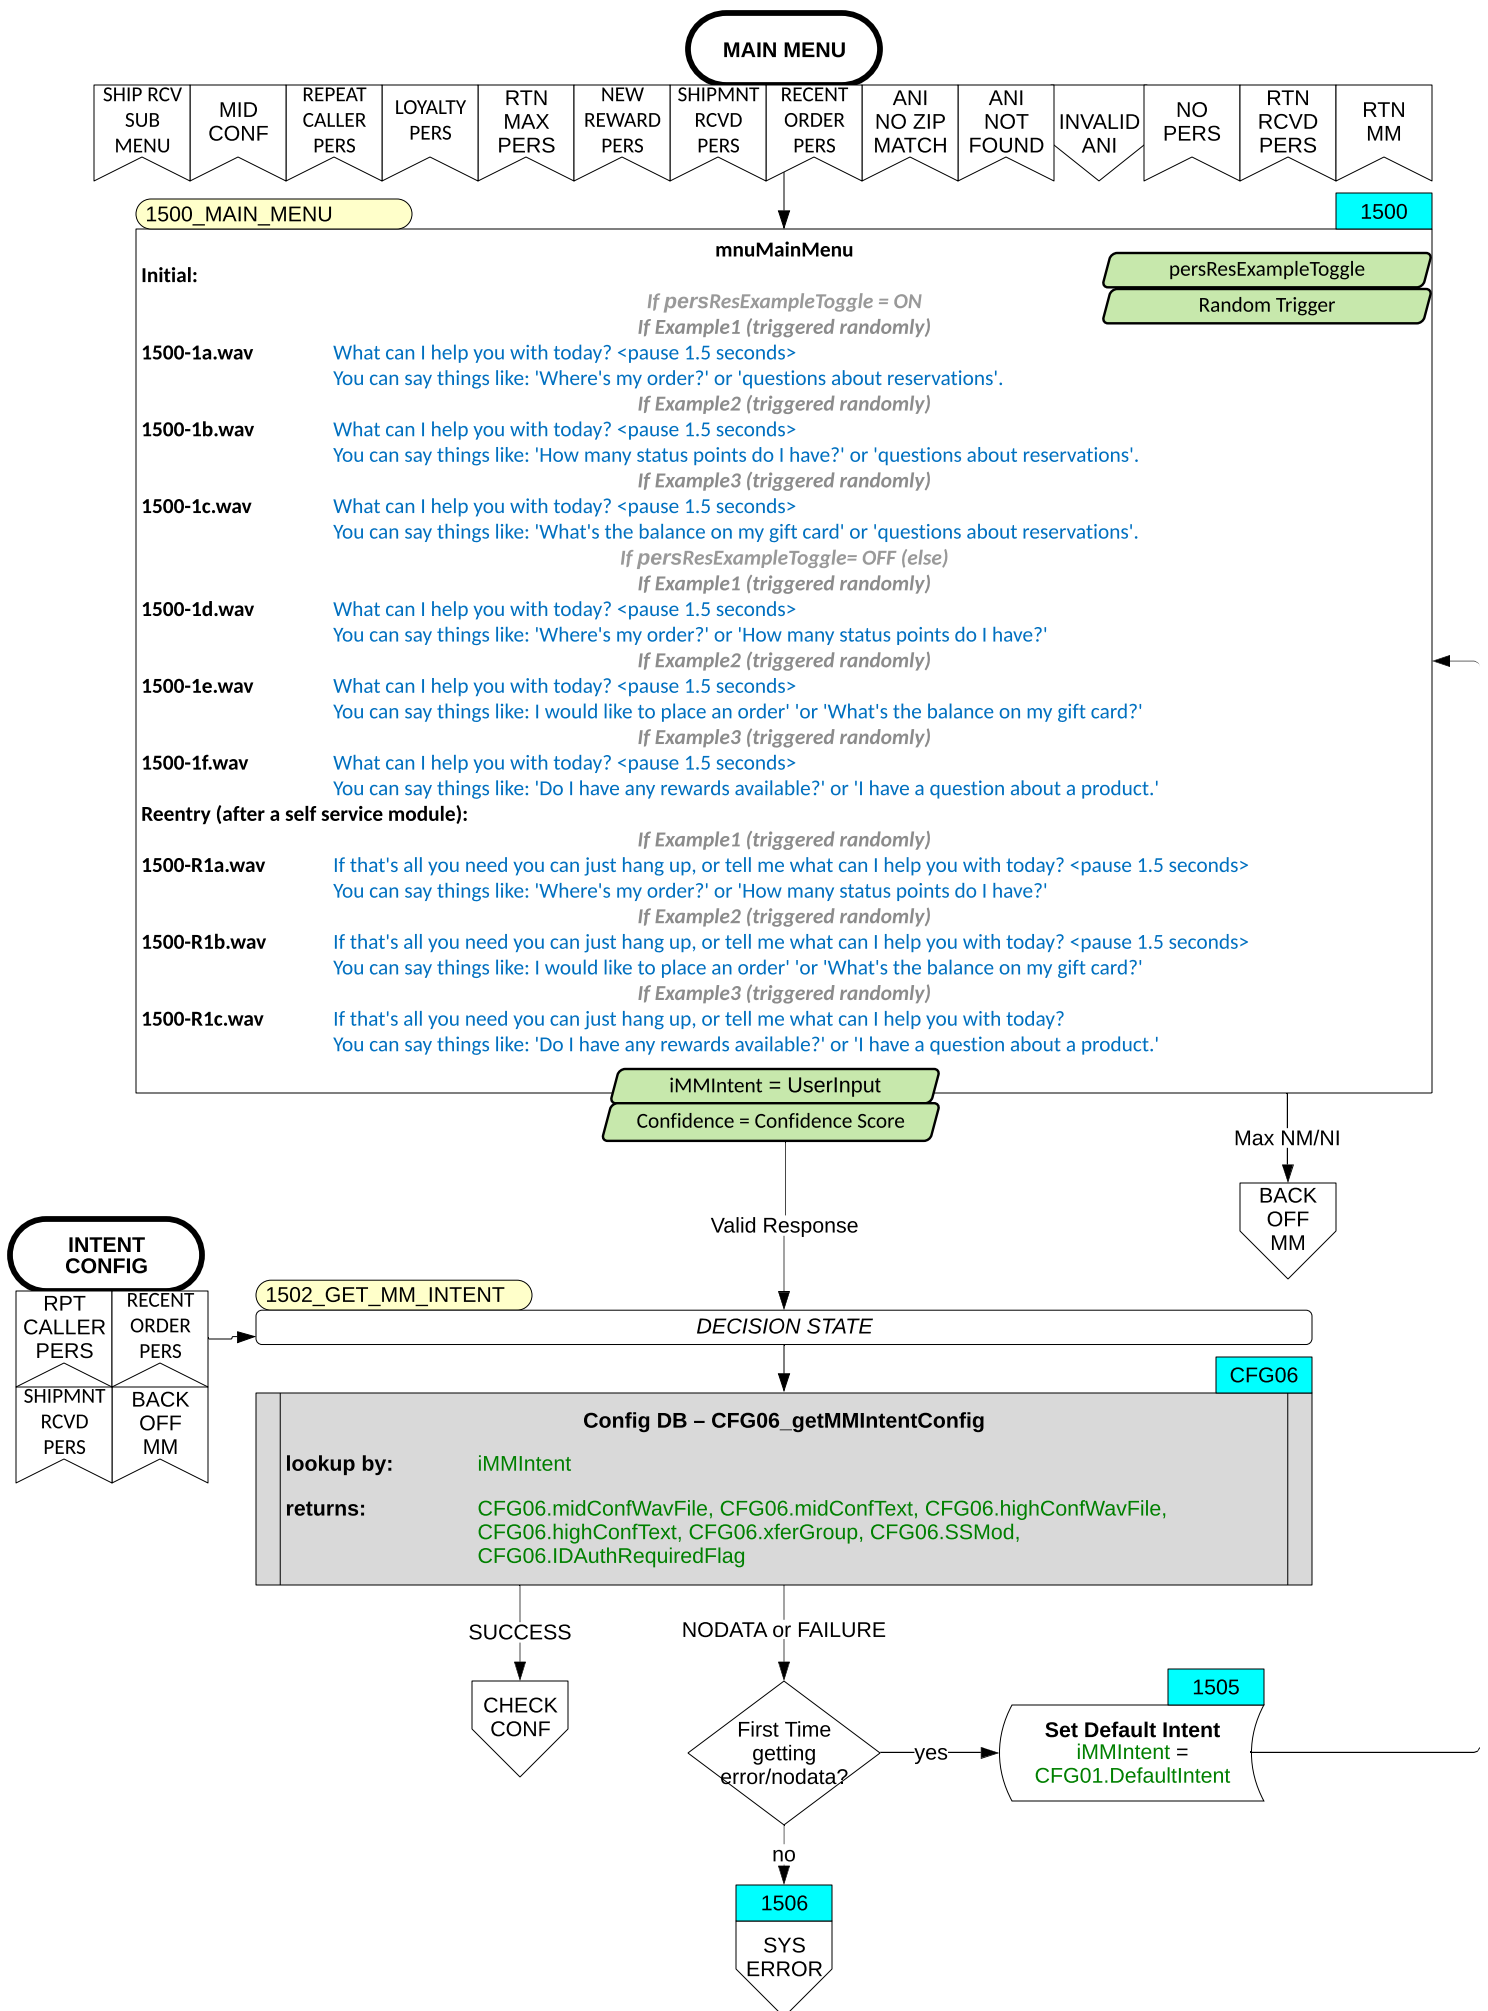 MAIN MENU
SHIP RCV
SUB
MENU
MID
CONF
REPEAT
CALLER
PERS
LOYALTY
PERS
RTN
MAX
PERS
NEW
REWARD
PERS
SHIPMNT
RCVD
PERS
RECENT
ORDER
PERS
ANI
NO ZIP
MATCH
ANI
NOT
FOUND
INVALID
ANI
NO
PERS
RTN
RCVD
PERS
RTN
MM
1500_MAIN_MENU
1500
mnuMainMenu
persResExampleToggle
Random Trigger
Initial:
If persResExampleToggle = ON
If Example1 (triggered randomly)
1500-1a.wav What can I help you with today? <pause 1.5 seconds>
You can say things like: 'Where's my order?' or 'questions about reservations'.
If Example2 (triggered randomly)
1500-1b.wav What can I help you with today? <pause 1.5 seconds>
You can say things like: 'How many status points do I have?' or 'questions about reservations'.
If Example3 (triggered randomly)
1500-1c.wav What can I help you with today? <pause 1.5 seconds>
You can say things like: 'What's the balance on my gift card' or 'questions about reservations'.
If persResExampleToggle= OFF (else)
If Example1 (triggered randomly)
1500-1d.wav What can I help you with today? <pause 1.5 seconds>
You can say things like: 'Where's my order?' or 'How many status points do I have?'
If Example2 (triggered randomly)
1500-1e.wav What can I help you with today? <pause 1.5 seconds>
You can say things like: I would like to place an order' 'or 'What's the balance on my gift card?'
If Example3 (triggered randomly)
1500-1f.wav What can I help you with today? <pause 1.5 seconds>
You can say things like: 'Do I have any rewards available?' or 'I have a question about a product.'
Reentry (after a self service module):
If Example1 (triggered randomly)
1500-R1a.wav If that's all you need you can just hang up, or tell me what can I help you with today? <pause 1.5 seconds>
You can say things like: 'Where's my order?' or 'How many status points do I have?'
If Example2 (triggered randomly)
1500-R1b.wav If that's all you need you can just hang up, or tell me what can I help you with today? <pause 1.5 seconds>
You can say things like: I would like to place an order' 'or 'What's the balance on my gift card?'
If Example3 (triggered randomly)
1500-R1c.wav If that's all you need you can just hang up, or tell me what can I help you with today?
You can say things like: 'Do I have any rewards available?' or 'I have a question about a product.'
iMMIntent = UserInput
Confidence = Confidence Score
Max NM/NI
BACK
OFF
MM
Valid Response
INTENT
CONFIG
RPT
CALLER
PERS
RECENT
ORDER
PERS
SHIPMNT
RCVD
PERS
BACK
OFF
MM
1502_GET_MM_INTENT
DECISION STATE
CFG06
Config DB – CFG06_getMMIntentConfig
lookup by: iMMIntent
returns: CFG06.midConfWavFile, CFG06.midConfText, CFG06.highConfWavFile,
CFG06.highConfText, CFG06.xferGroup, CFG06.SSMod,
CFG06.IDAuthRequiredFlag
SUCCESS
NODATA or FAILURE
CHECK
CONF
First Time
getting
error/nodata?
yes
1505
Set Default Intent
iMMIntent =
CFG01.DefaultIntent
no
1506
SYS
ERROR